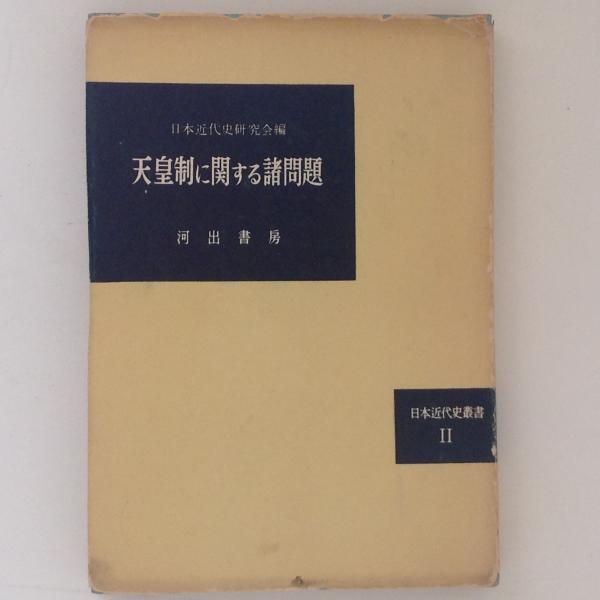 日本近代史研究会編
天皇制に関する諸問題
河出書房
日本近代史叢書
II